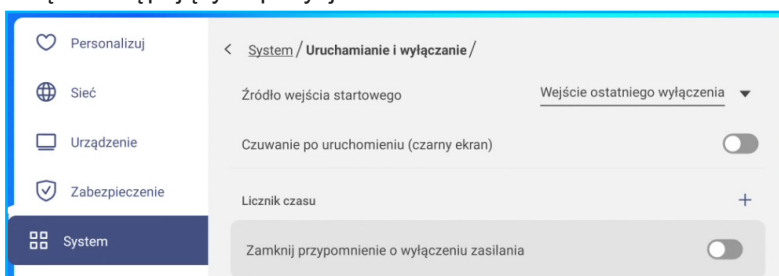 Personalizuj
Sieć
Urządzenie
Zabezpieczenie
System
< System / Uruchamianie i wyłączanie /
Źródło wejścia startowego Wejście ostatniego wyłączenia
Czuwanie po uruchomieniu (czarny ekran)
Licznik czasu +
Zamknij przypomnienie o wyłączeniu zasilania